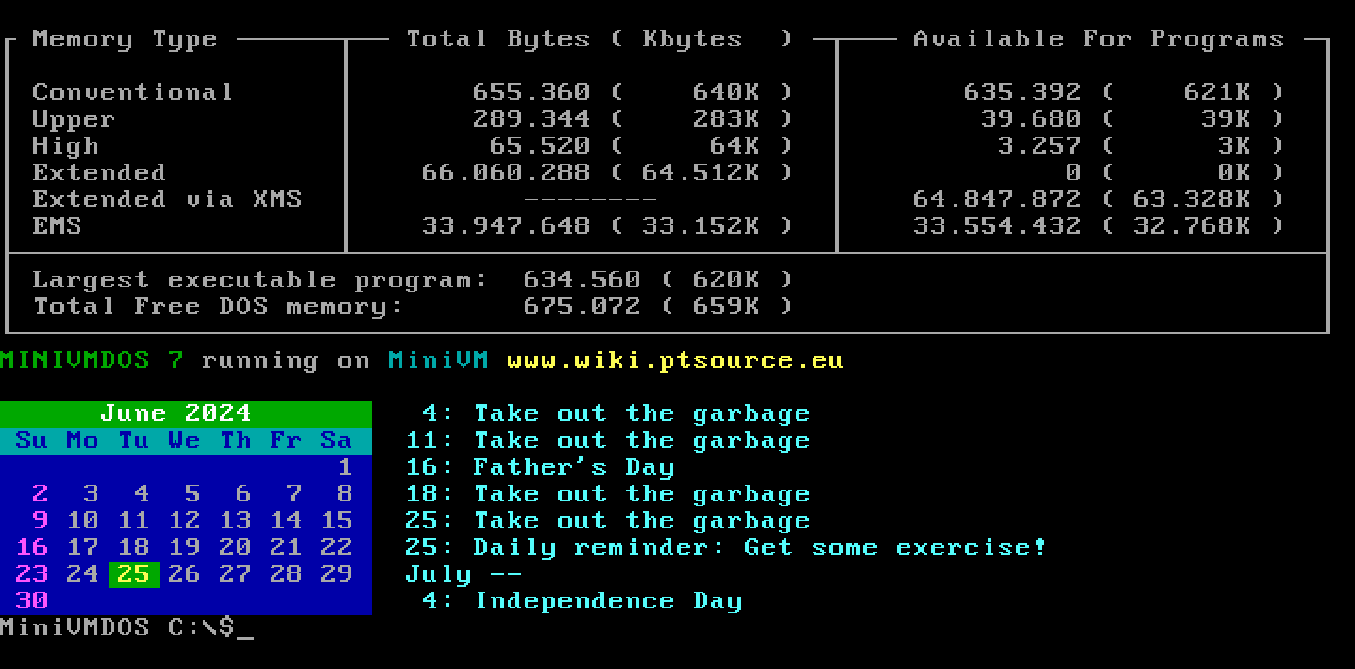 Memory Type Total Bytes ( Kbytes ) Available For Programs
Conventional 655.360 ( 640K ) 635.392 ( 621K )
Upper 289.344 ( 283K ) 39.680 ( 39K )
High 65.520 ( 64K ) 3.257 ( 3K )
Extended 66.060.288 ( 64.512K ) 0 ( 0K )
Extended via XMS -------- 64.847.872 ( 63.328K )
EMS 33.947.648 ( 33.152K ) 33.554.432 ( 32.768K )
Largest executable program: 634.560 ( 620K )
Total Free DOS memory: 675.072 ( 659K )
MINIVMDOS 7 running on MiniVM www.wiki.ptsource.eu
June 2024 4: Take out the garbage
Su Mo Tu We Th Fr Sa 11: Take out the garbage
1 16: Father's Day
2 3 4 5 6 7 8 18: Take out the garbage
9 10 11 12 13 14 15 25: Take out the garbage
16 17 18 19 20 21 22 25: Daily reminder: Get some exercise!
23 24 25 26 27 28 29 July --
30 4: Independence Day
MiniVMDOS C:\$_